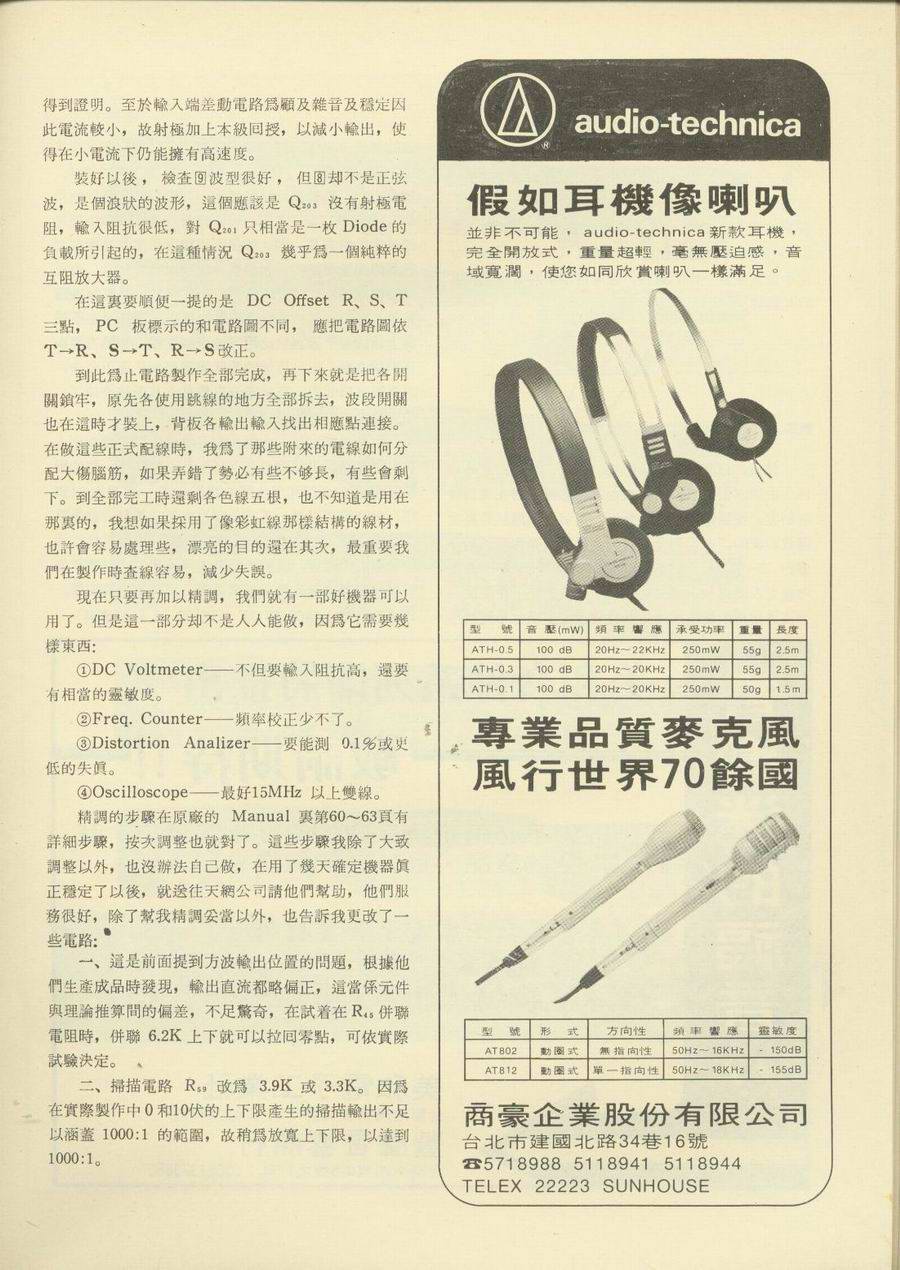 得到證明。至於輸入端差動電路爲顧及雜音及穩定因
此電流較小，故射極加上本級回授，以減小輸出，使
得在小電流下仍能擁有高速度。
裝好以後，檢查⑨波型很好，但⑧却不是正弦
波，是個浪狀的波形，這個應該是 Q₂₀₃ 沒有射極電
阻，輸入阻抗很低，對 Q₂₀₁ 只相當是一枚 Diode 的
負載所引起的，在這種情況 Q₂₀₃ 幾乎爲一個純粹的
互阻放大器。
在這裏要順便一提的是 DC Offset R、S、T
三點，PC 板標示的和電路圖不同，應把電路圖依
T→R、S→T、R→S改正。
到此爲止電路製作全部完成，再下來就是把各開
關鎖牢，原先各使用跳線的地方全部拆去，波段開關
也在這時才裝上，背板各輸出輸入找出相應點連接。
在做這些正式配線時，我爲了那些附來的電線如何分
配大傷腦筋，如果弄錯了勢必有些不够長，有些會剩
下。到全部完工時還剩各色線五根，也不知道是用在
那裏的，我想如果採用了像彩虹線那樣結構的線材，
也許會容易處理些，漂亮的目的還在其次，最重要我
們在製作時查線容易，減少失誤。
現在只要再加以精調，我們就有一部好機器可以
用了。但是這一部分却不是人人能做，因爲它需要幾
樣東西:
①DC Voltmeter——不但要輸入阻抗高，還要
有相當的靈敏度。
②Freq. Counter——頻率校正少不了。
③Distortion Analizer——要能測 0.1%或更
低的失眞。
④Oscilloscope——最好15MHz 以上雙線。
精調的步驟在原廠的 Manual 裏第60～63頁有
詳細步驟，按次調整也就對了。這些步驟我除了大致
調整以外，也沒辦法自己做，在用了幾天確定機器眞
正穩定了以後，就送往天網公司請他們幫助，他們服
務很好，除了幫我精調妥當以外，也告訴我更改了一
些電路:
一、這是前面提到方波輸出位置的問題，根據他
們生產成品時發現，輸出直流都略偏正，這當係元件
與理論推算間的偏差，不足驚奇，在試着在 R₄₅ 併聯
電阻時，併聯 6.2K 上下就可以拉回零點，可依實際
試驗決定。
二、掃描電路 R₅₉ 改爲 3.9K 或 3.3K。因爲
在實際製作中 0 和10伏的上下限產生的掃描輸出不足
以涵蓋 1000:1 的範圍，故稍爲放寬上下限，以達到
1000:1。
®
audio-technica
假如耳機像喇叭
並非不可能，audio-technica 新款耳機，
完全開放式，重量超輕，毫無壓迫感，音
域寬濶，使您如同欣賞喇叭一樣滿足。
型 號 音 壓(mW) 頻 率 響 應 承受功率 重量 長度
ATH-0.5 100 dB 20Hz～22KHz 250mW 55g 2.5m
ATH-0.3 100 dB 20Hz～20KHz 250mW 55g 2.5m
ATH-0.1 100 dB 20Hz～20KHz 250mW 50g 1.5m
專業品質麥克風
風行世界70餘國
型 號 形 式 方向性 頻 率 響 應 靈敏度
AT802 動圈式 無指向性 50Hz～16KHz - 150dB
AT812 動圈式 單一指向性 50Hz～18KHz - 155dB
商豪企業股份有限公司
台北市建國北路34巷16號
☎5718988 5118941 5118944
TELEX 22223 SUNHOUSE